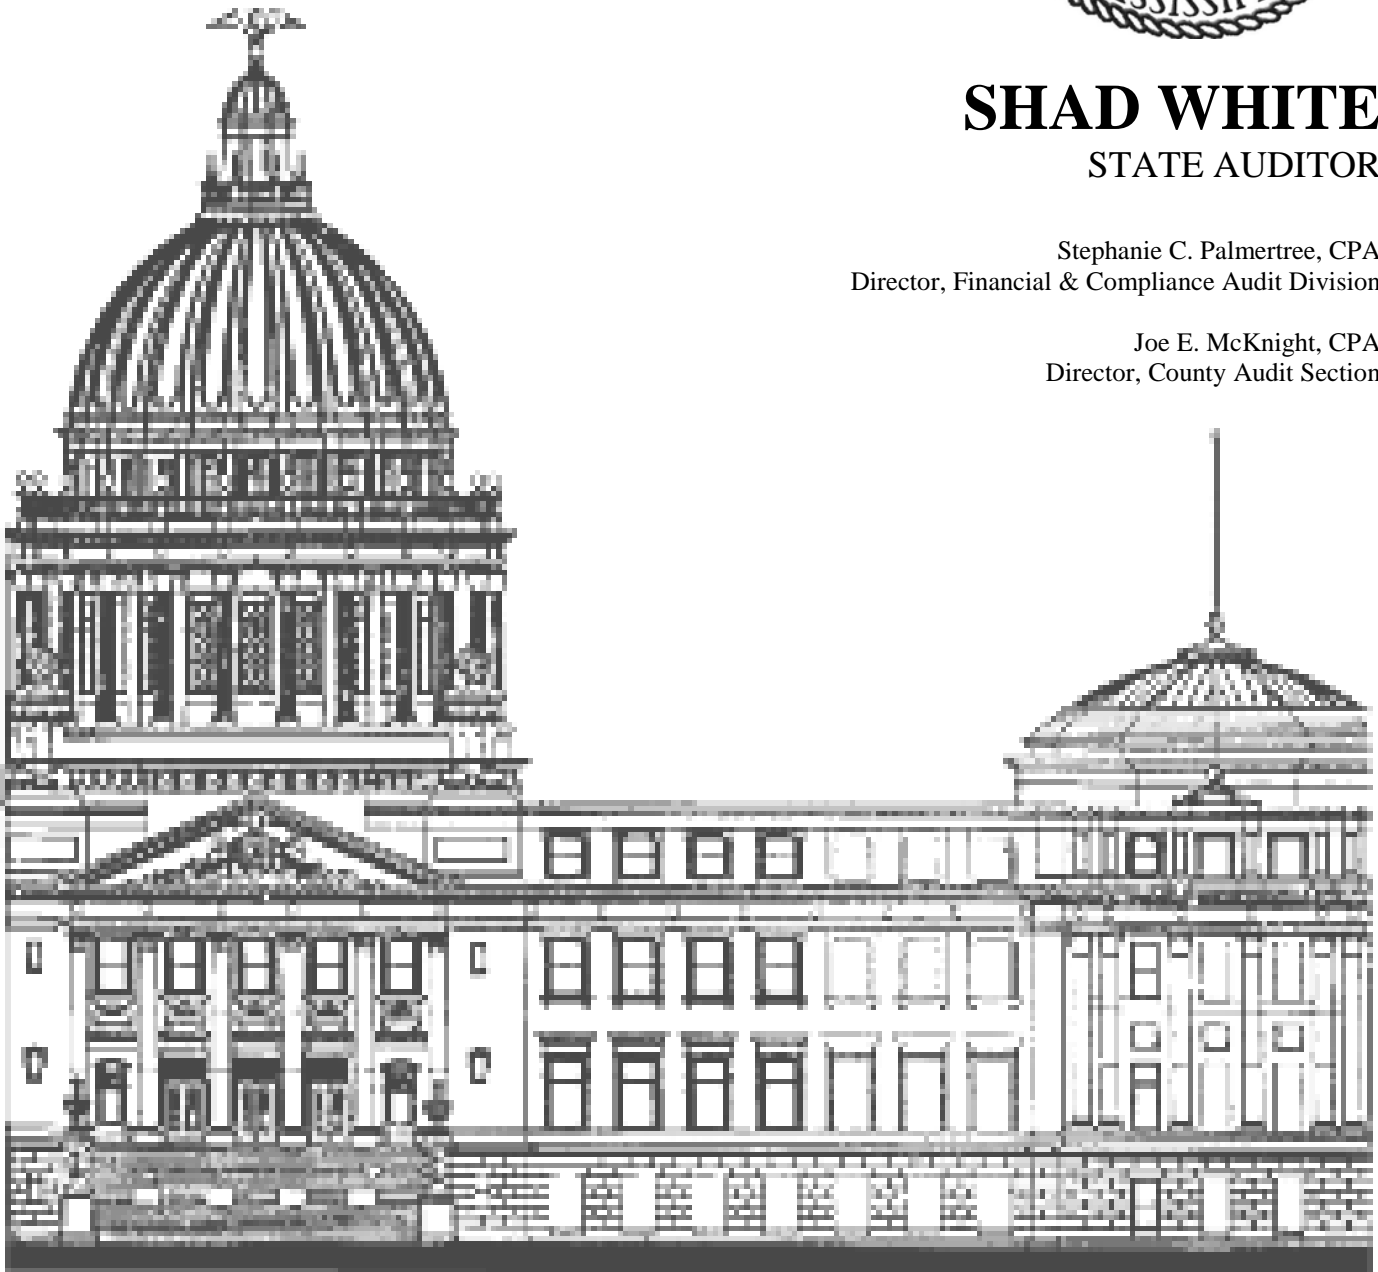 SHAD WHITE
STATE AUDITOR
Stephanie C. Palmertree, CPA
Director, Financial & Compliance Audit Division
Joe E. McKnight, CPA
Director, County Audit Section